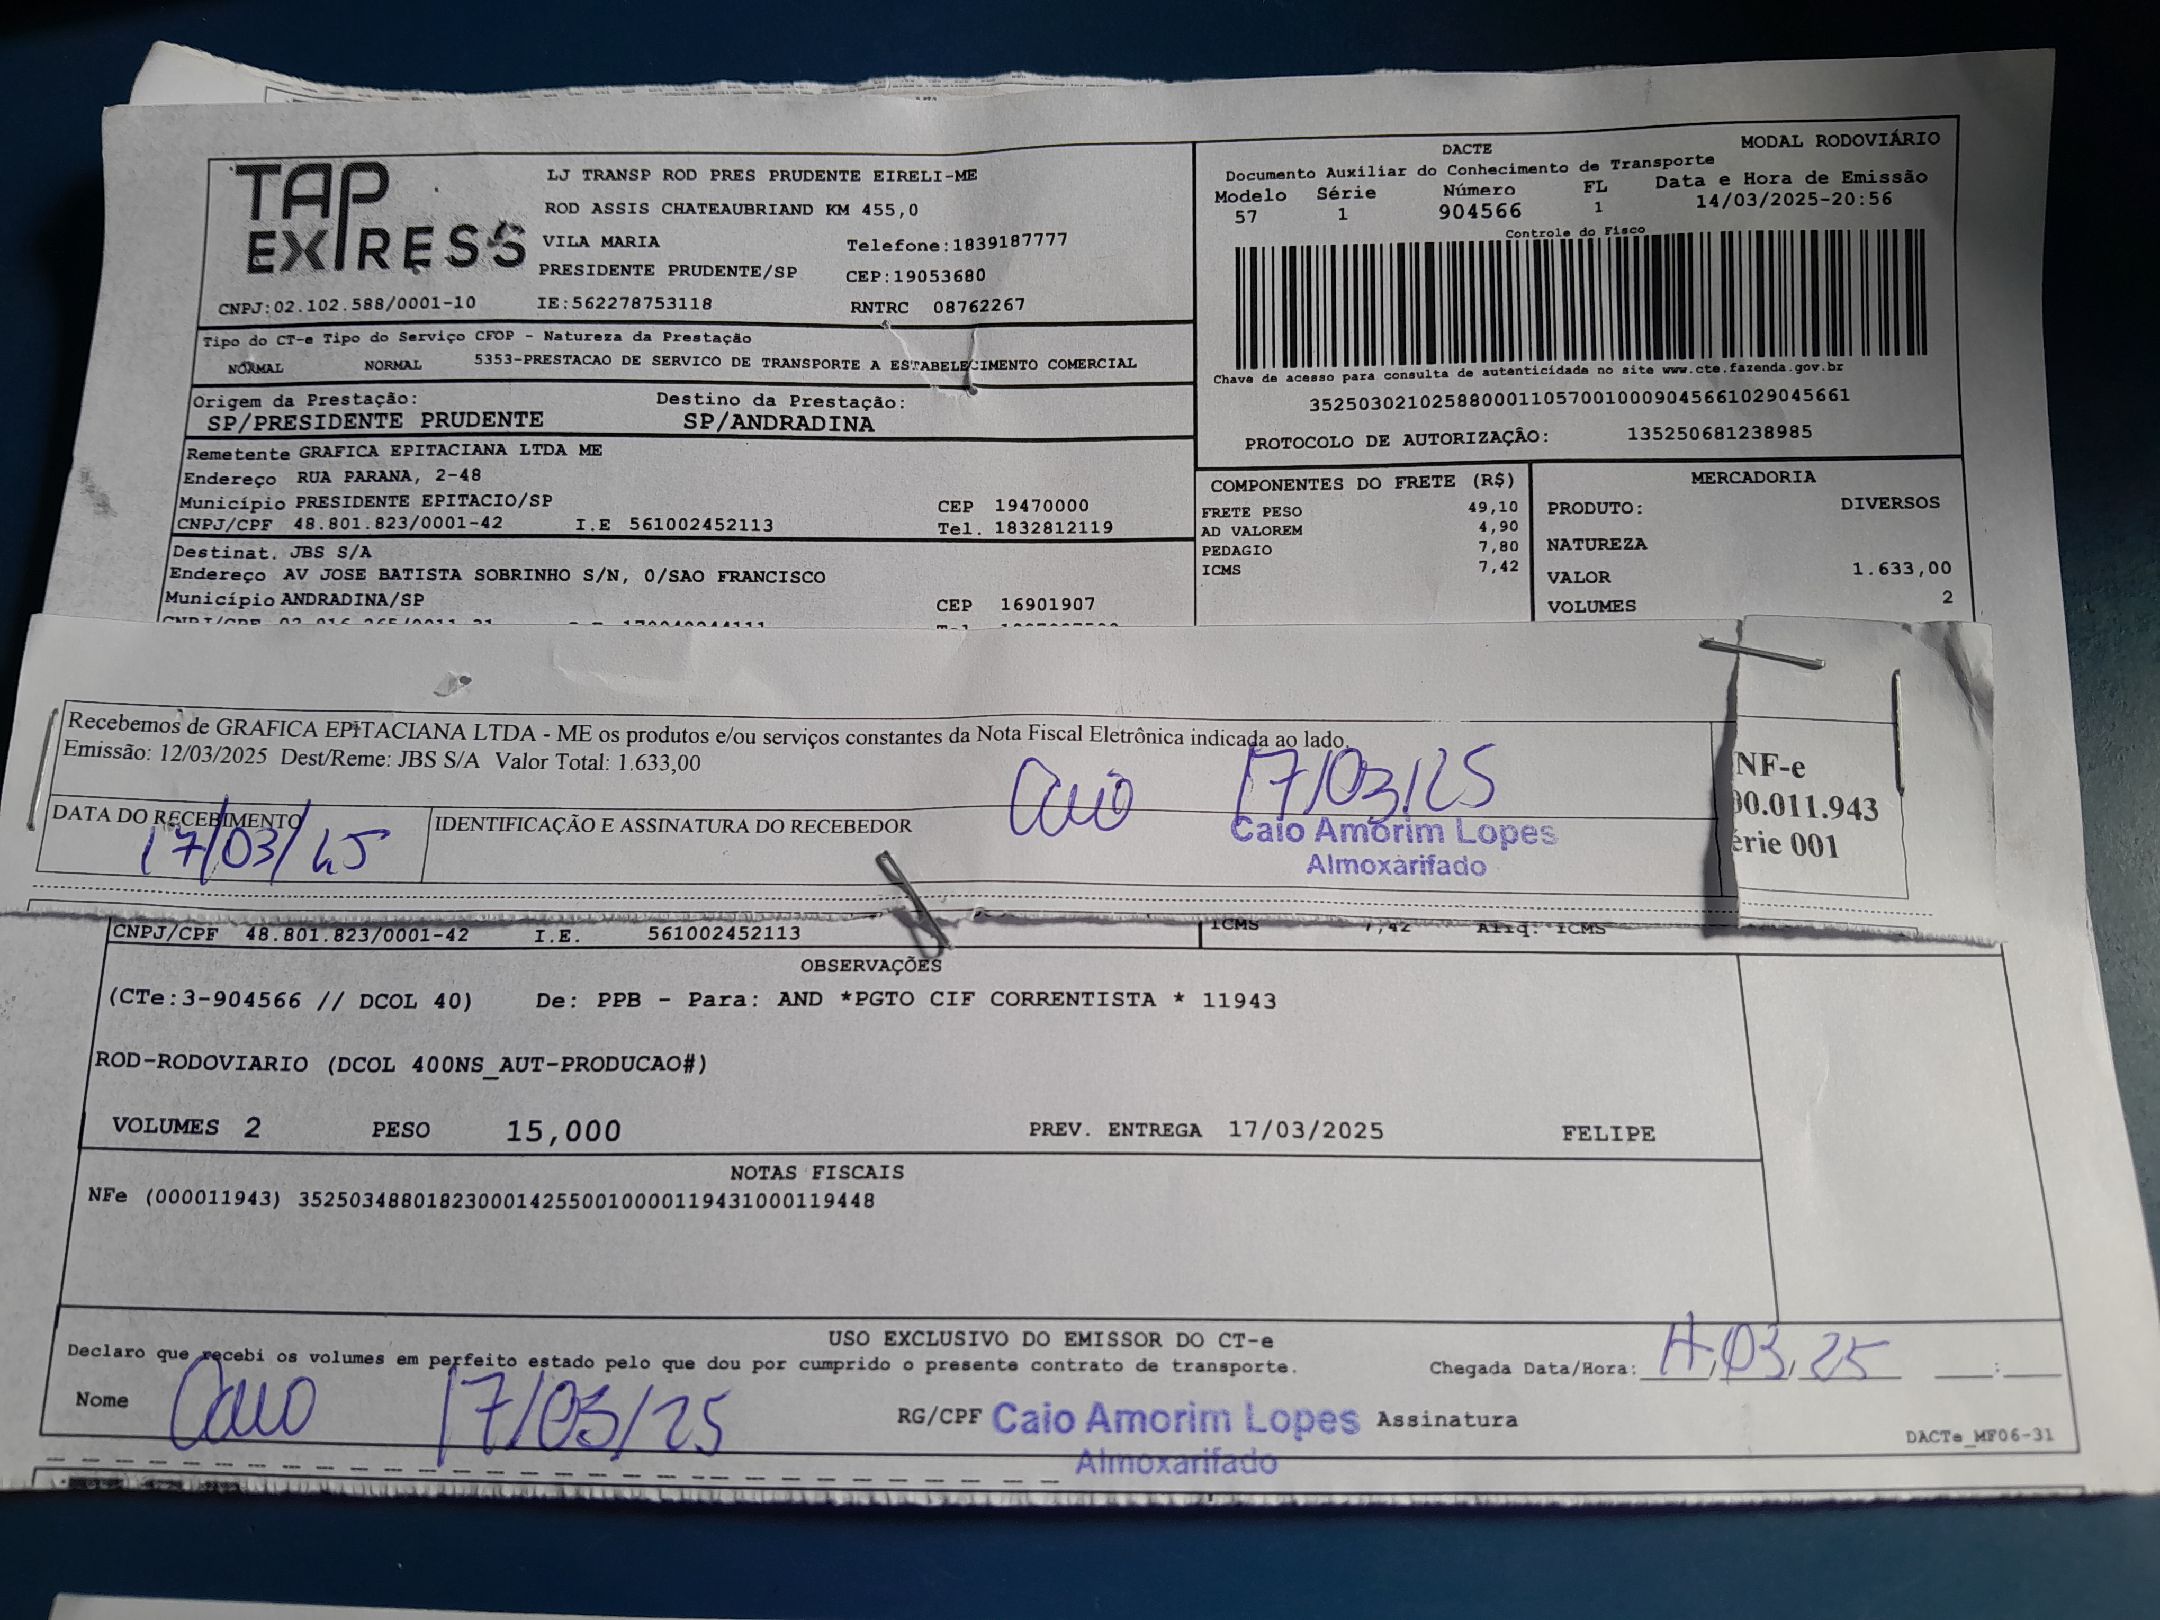 TAP EXPRESS
LJ TRANSP ROD PRES PRUDENTE EIRELI-ME
ROD ASSIS CHATEAUBRIAND KM 455,0
VILA MARIA Telefone:1839187777
PRESIDENTE PRUDENTE/SP CEP:19053680
CNPJ:02.102.588/0001-10 IE:562278753118 RNTRC 08762267
Tipo do CT-e Tipo do Serviço CFOP - Natureza da Prestação
NORMAL NORMAL 5353-PRESTACAO DE SERVICO DE TRANSPORTE A ESTABELECIMENTO COMERCIAL
Origem da Prestação: Destino da Prestação:
SP/PRESIDENTE PRUDENTE SP/ANDRADINA
Remetente GRAFICA EPITACIANA LTDA ME
Endereço RUA PARANA, 2-48
Município PRESIDENTE EPITACIO/SP CEP 19470000
CNPJ/CPF 48.801.823/0001-42 I.E 561002452113 Tel. 1832812119
Destinat. JBS S/A
Endereço AV JOSE BATISTA SOBRINHO S/N, 0/SAO FRANCISCO
Município ANDRADINA/SP CEP 16901907
DACTE MODAL RODOVIÁRIO
Documento Auxiliar do Conhecimento de Transporte
Modelo Série Número FL Data e Hora de Emissão
57 1 904566 1 14/03/2025-20:56
Controle do Fisco
Chave de acesso para consulta de autenticidade no site www.cte.fazenda.gov.br
35250302102588000110570010009045661029045661
PROTOCOLO DE AUTORIZAÇÃO: 135250681238985
COMPONENTES DO FRETE (R$)
FRETE PESO 49,10
AD VALOREM 4,90
PEDAGIO 7,80
ICMS 7,42
MERCADORIA
PRODUTO: DIVERSOS
NATUREZA
VALOR 1.633,00
VOLUMES 2
Recebemos de GRAFICA EPITACIANA LTDA - ME os produtos e/ou serviços constantes da Nota Fiscal Eletrônica indicada ao lado.
Emissão: 12/03/2025 Dest/Reme: JBS S/A Valor Total: 1.633,00
Caio 17/03/25
DATA DO RECEBIMENTO
17/03/25
IDENTIFICAÇÃO E ASSINATURA DO RECEBEDOR
Caio Amorim Lopes
Almoxarifado
NF-e
00.011.943
érie 001
CNPJ/CPF 48.801.823/0001-42 I.E. 561002452113
ICMS 7,42 Aliq. ICMS
OBSERVAÇÕES
(CTe:3-904566 // DCOL 40) De: PPB - Para: AND *PGTO CIF CORRENTISTA * 11943
ROD-RODOVIARIO (DCOL 400NS_AUT-PRODUCAO#)
VOLUMES 2 PESO 15,000 PREV. ENTREGA 17/03/2025 FELIPE
NOTAS FISCAIS
NFe (000011943) 35250348801823000142550010000119431000119448
USO EXCLUSIVO DO EMISSOR DO CT-e
Declaro que recebi os volumes em perfeito estado pelo que dou por cumprido o presente contrato de transporte.
Chegada Data/Hora: 17,03,25 :
Nome Caio 17/03/25 RG/CPF Caio Amorim Lopes Assinatura
Almoxarifado
DACTe_MF06-31